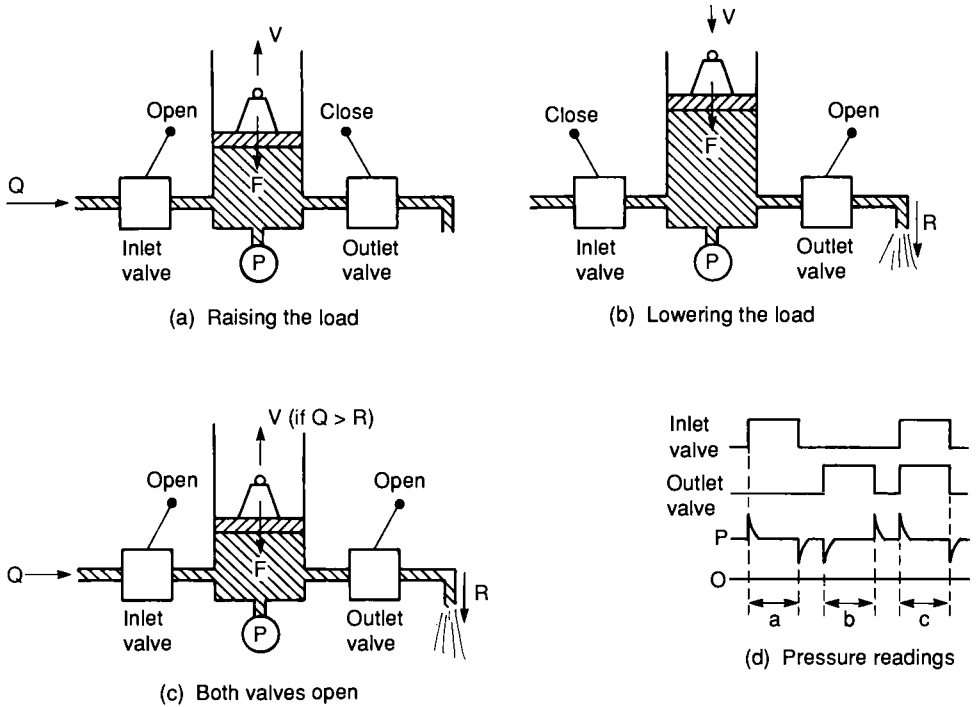 V
Open
Close
F
Q
Inlet valve
P
Outlet valve
(a) Raising the load
V
Close
Open
F
Inlet valve
P
Outlet valve
R
(b) Lowering the load
V (if Q > R)
Open
Open
F
Q
R
Inlet valve
P
Outlet valve
(c) Both valves open
Inlet valve
Outlet valve
P
O
a
b
c
(d) Pressure readings